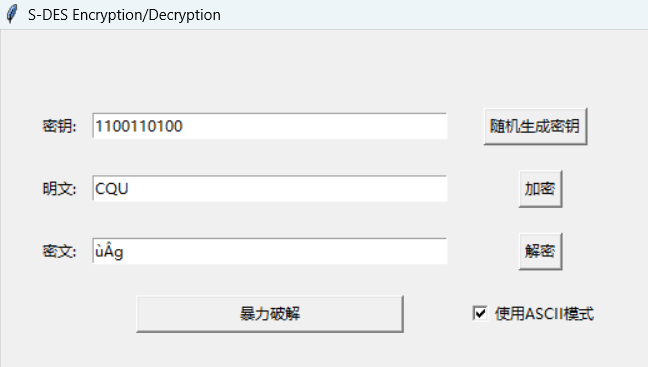 S-DES Encryption/Decryption
密钥: 1100110100 随机生成密钥
明文: CQU 加密
密文: ùÂg 解密
暴力破解 使用ASCII模式